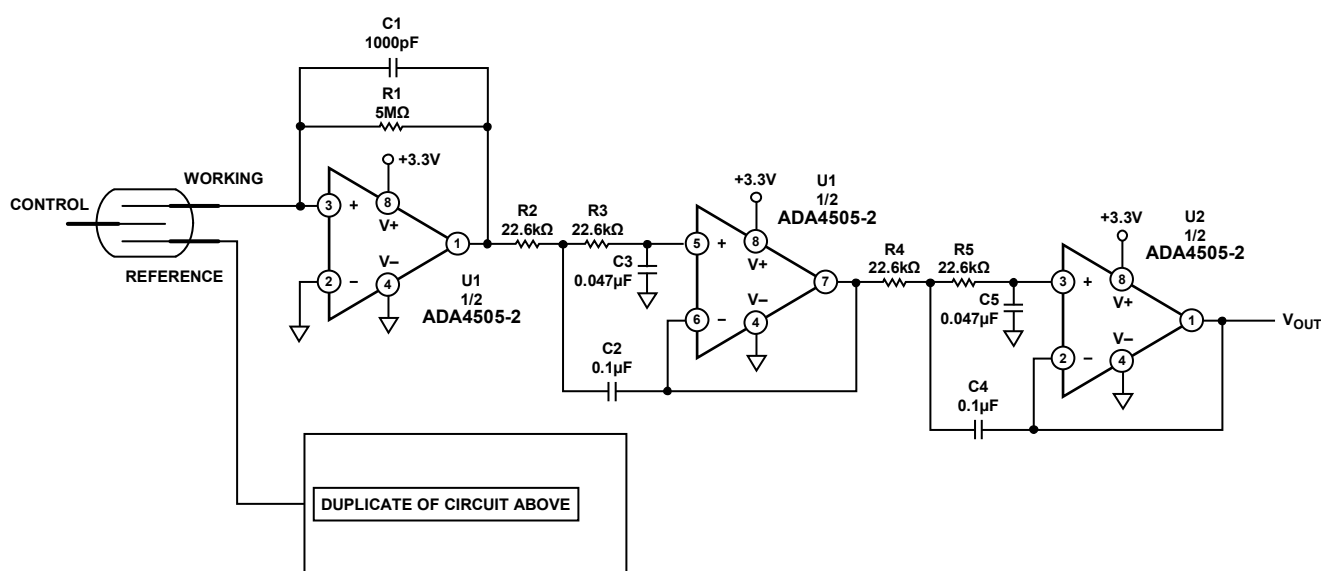 C1
1000pF
R1
5MΩ
+3.3V
WORKING
CONTROL
REFERENCE
3
+
8
V+
1
V–
4
2
–
U1
1/2
ADA4505-2
R2
22.6kΩ
R3
22.6kΩ
C3
0.047µF
C2
0.1µF
+3.3V
U1
1/2
ADA4505-2
5
+
8
V+
7
V–
4
6
–
R4
22.6kΩ
R5
22.6kΩ
C5
0.047µF
C4
0.1µF
+3.3V
U2
1/2
ADA4505-2
3
+
8
V+
1
V–
4
2
–
VOUT
DUPLICATE OF CIRCUIT ABOVE